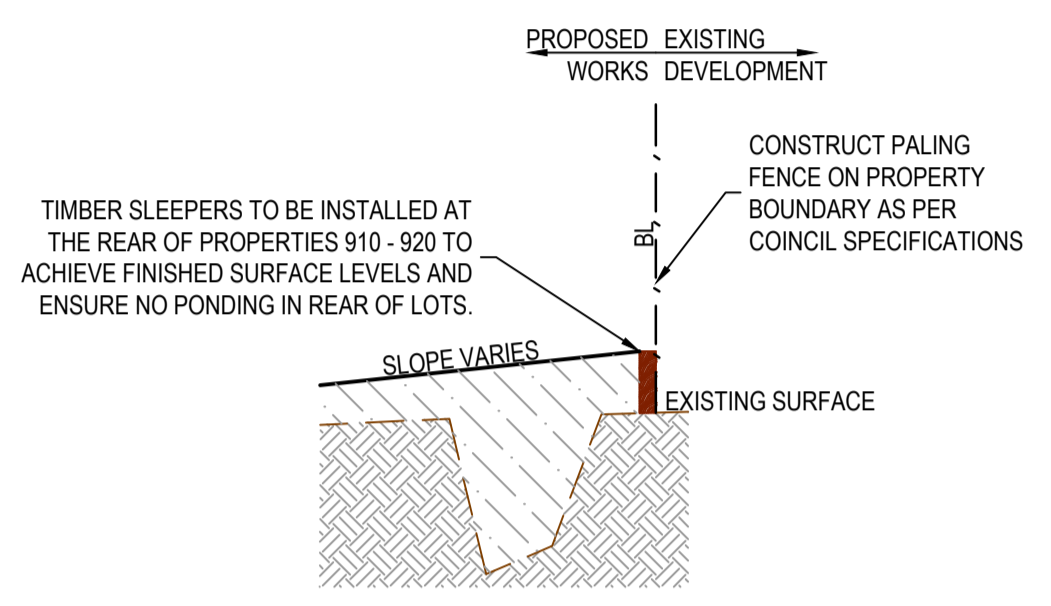 PROPOSED EXISTING
WORKS DEVELOPMENT
CONSTRUCT PALING
FENCE ON PROPERTY
BOUNDARY AS PER
COINCIL SPECIFICATIONS
TIMBER SLEEPERS TO BE INSTALLED AT
THE REAR OF PROPERTIES 910 - 920 TO
ACHIEVE FINISHED SURFACE LEVELS AND
ENSURE NO PONDING IN REAR OF LOTS.
BL
SLOPE VARIES
EXISTING SURFACE